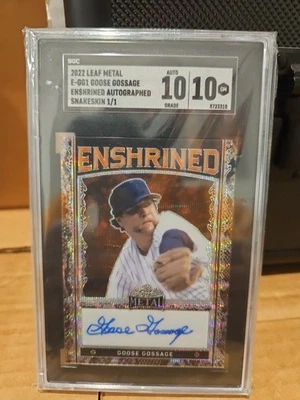 SGC
2022 LEAF METAL
E-GG1 GOOSE GOSSAGE
ENSHRINED AUTOGRAPHED
SNAKESKIN 1/1
AUTO
10
GRADE
10
ENSHRINED
METAL
Goose Gossage
GOOSE GOSSAGE